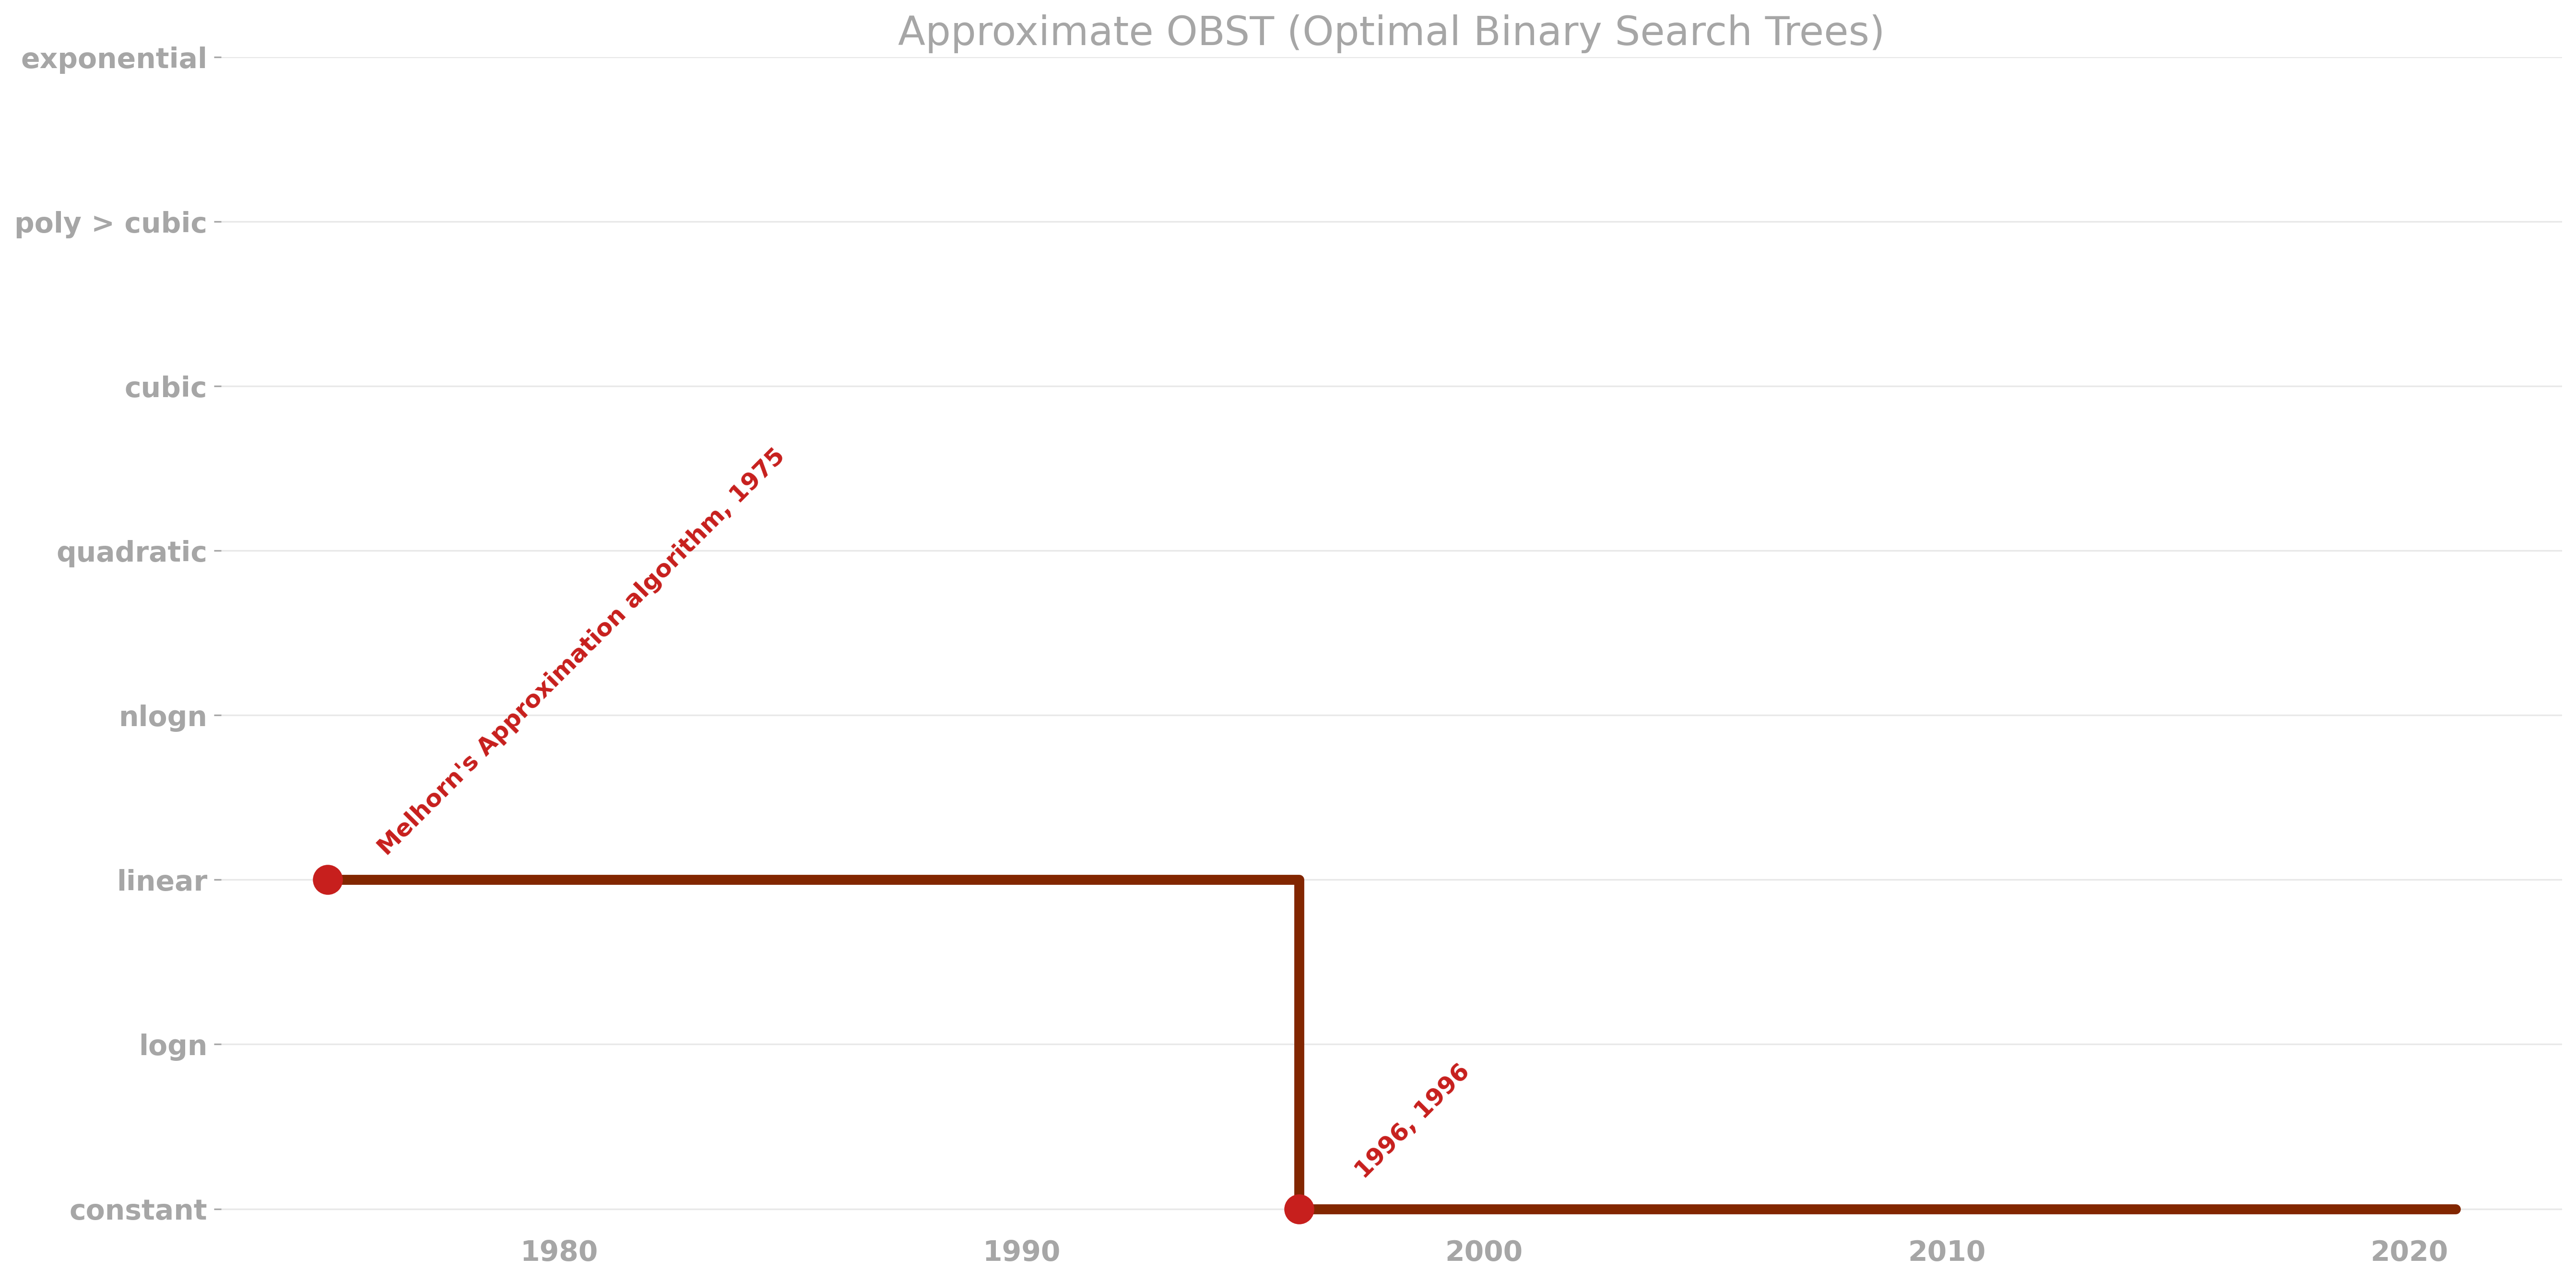 Approximate OBST (Optimal Binary Search Trees)
exponential
poly > cubic
cubic
quadratic
nlogn
linear
logn
constant
Melhorn's Approximation algorithm, 1975
1996, 1996
1980
1990
2000
2010
2020